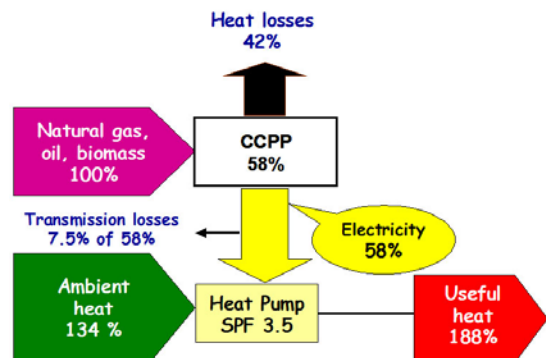 Heat losses
42%
Natural gas,
oil, biomass
100%
CCPP
58%
Transmission losses
7.5% of 58%
Electricity
58%
Ambient
heat
134 %
Heat Pump
SPF 3.5
Useful
heat
188%